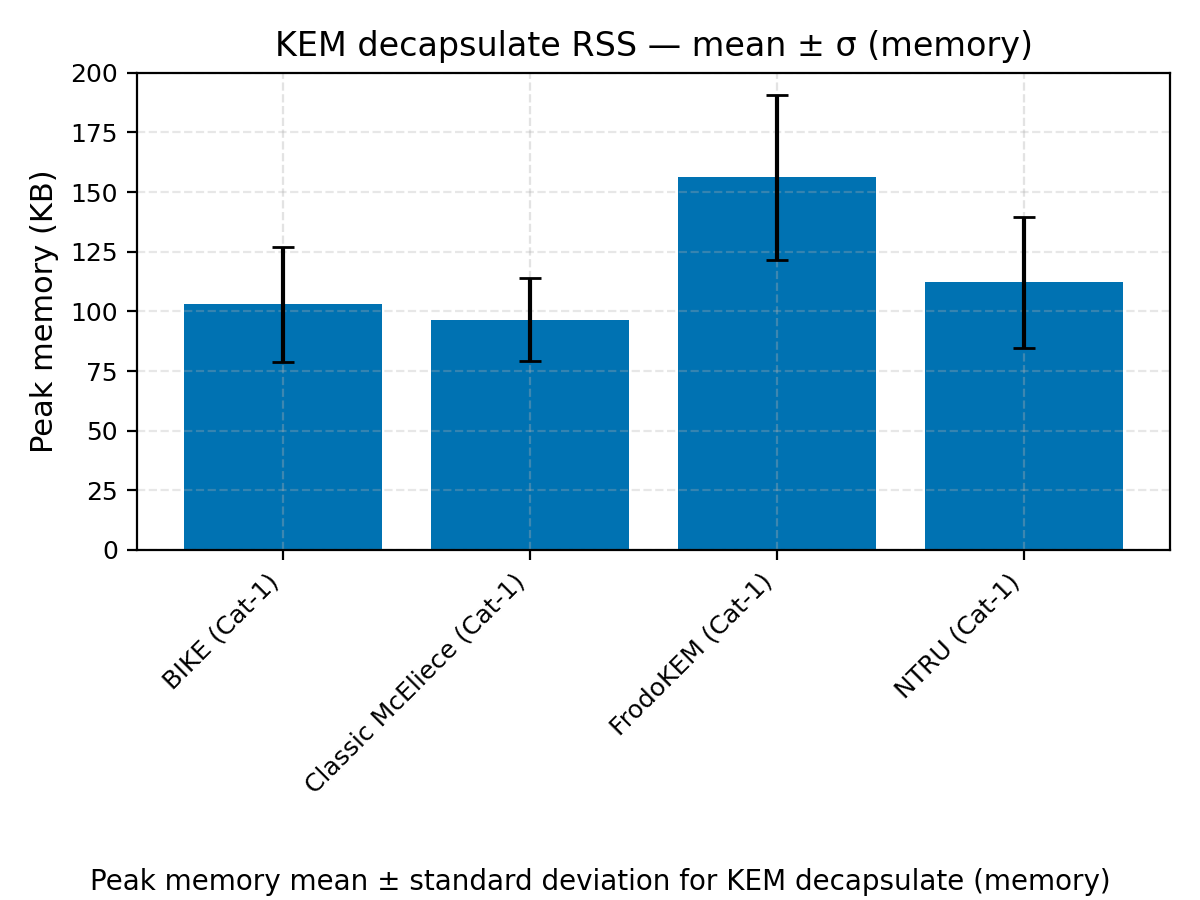 KEM decapsulate RSS — mean ± σ (memory)
Peak memory (KB)
200
175
150
125
100
75
50
25
0
BIKE (Cat-1)
Classic McEliece (Cat-1)
FrodoKEM (Cat-1)
NTRU (Cat-1)
Peak memory mean ± standard deviation for KEM decapsulate (memory)